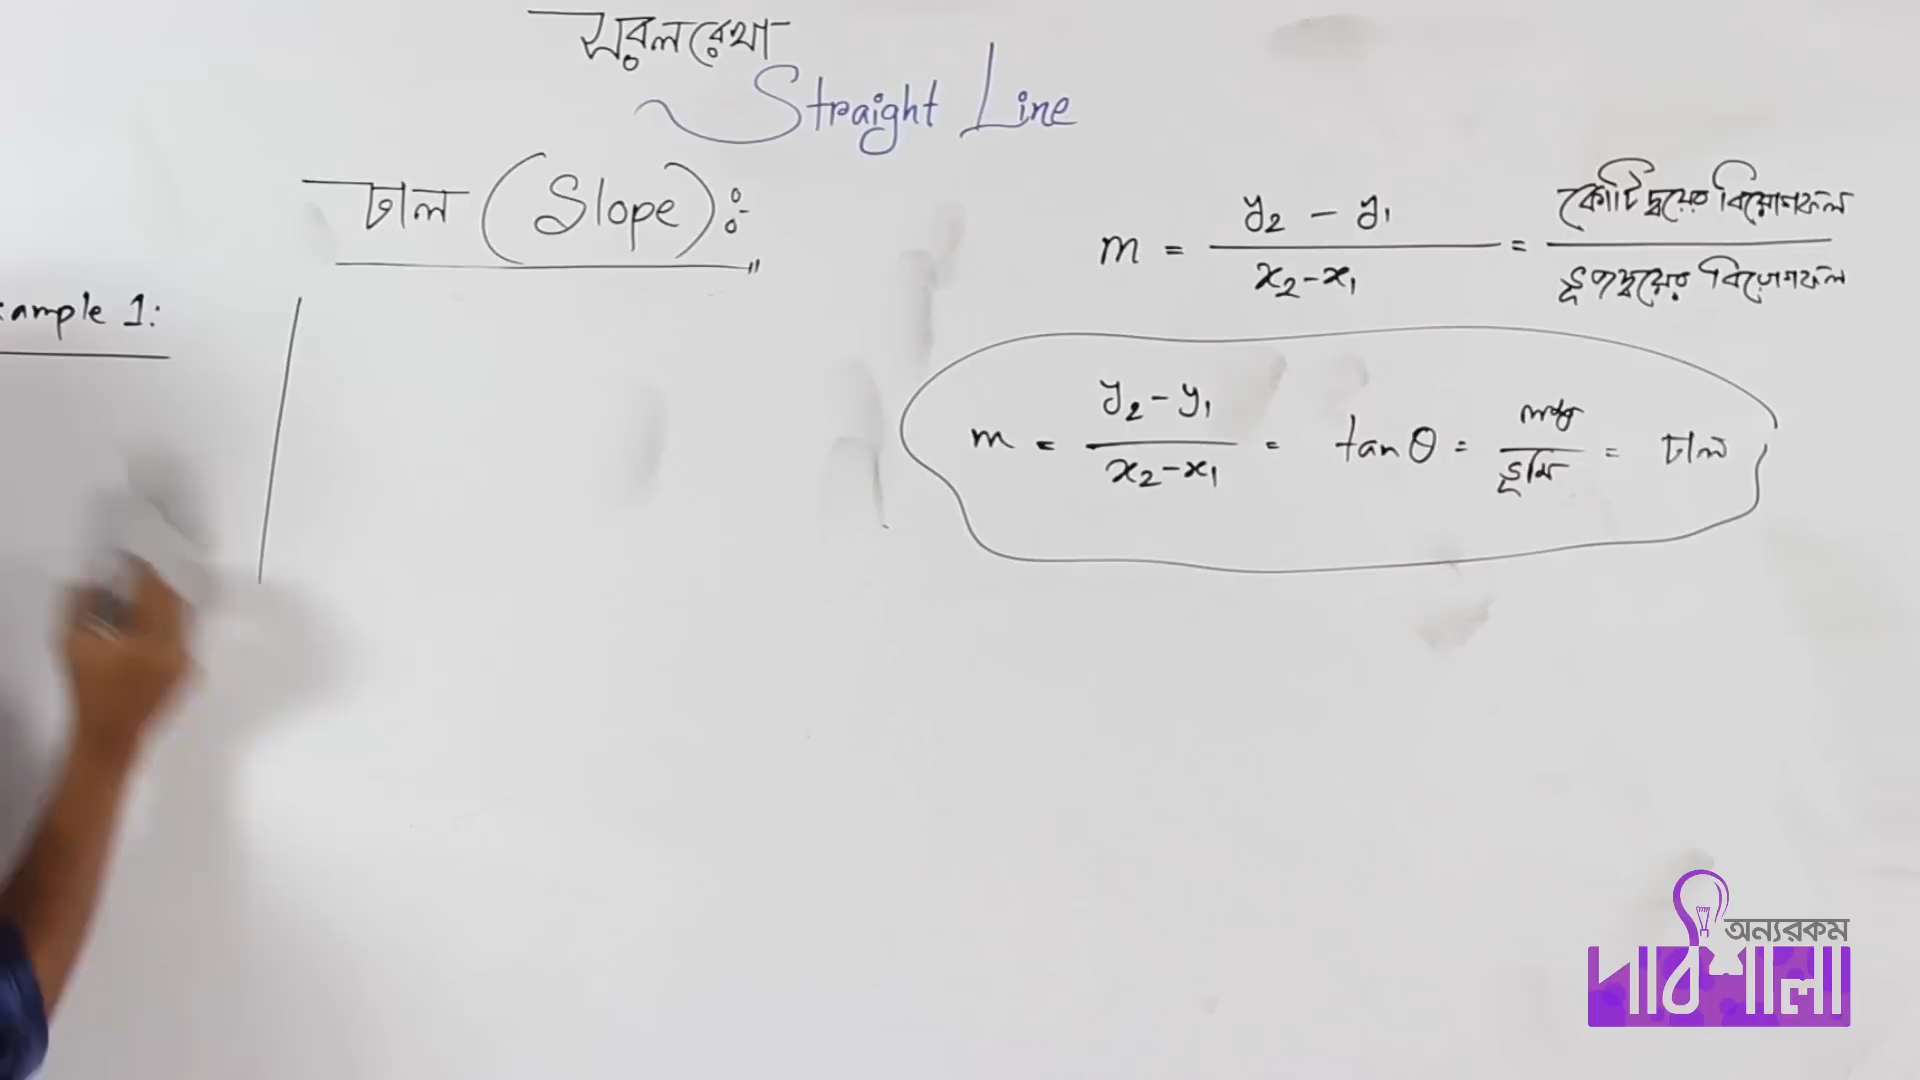 সরলরেখা
Straight Line
ঢাল (Slope):
m = y₂ - y₁ / x₂ - x₁ = কোটিদ্বয়ের বিয়োগফল / ভূজদ্বয়ের বিয়োগফল
ample 1:
m = y₂ - y₁ / x₂ - x₁ = tan θ = লম্ব / ভূমি = ঢাল
অন্যরকম
পাঠশালা